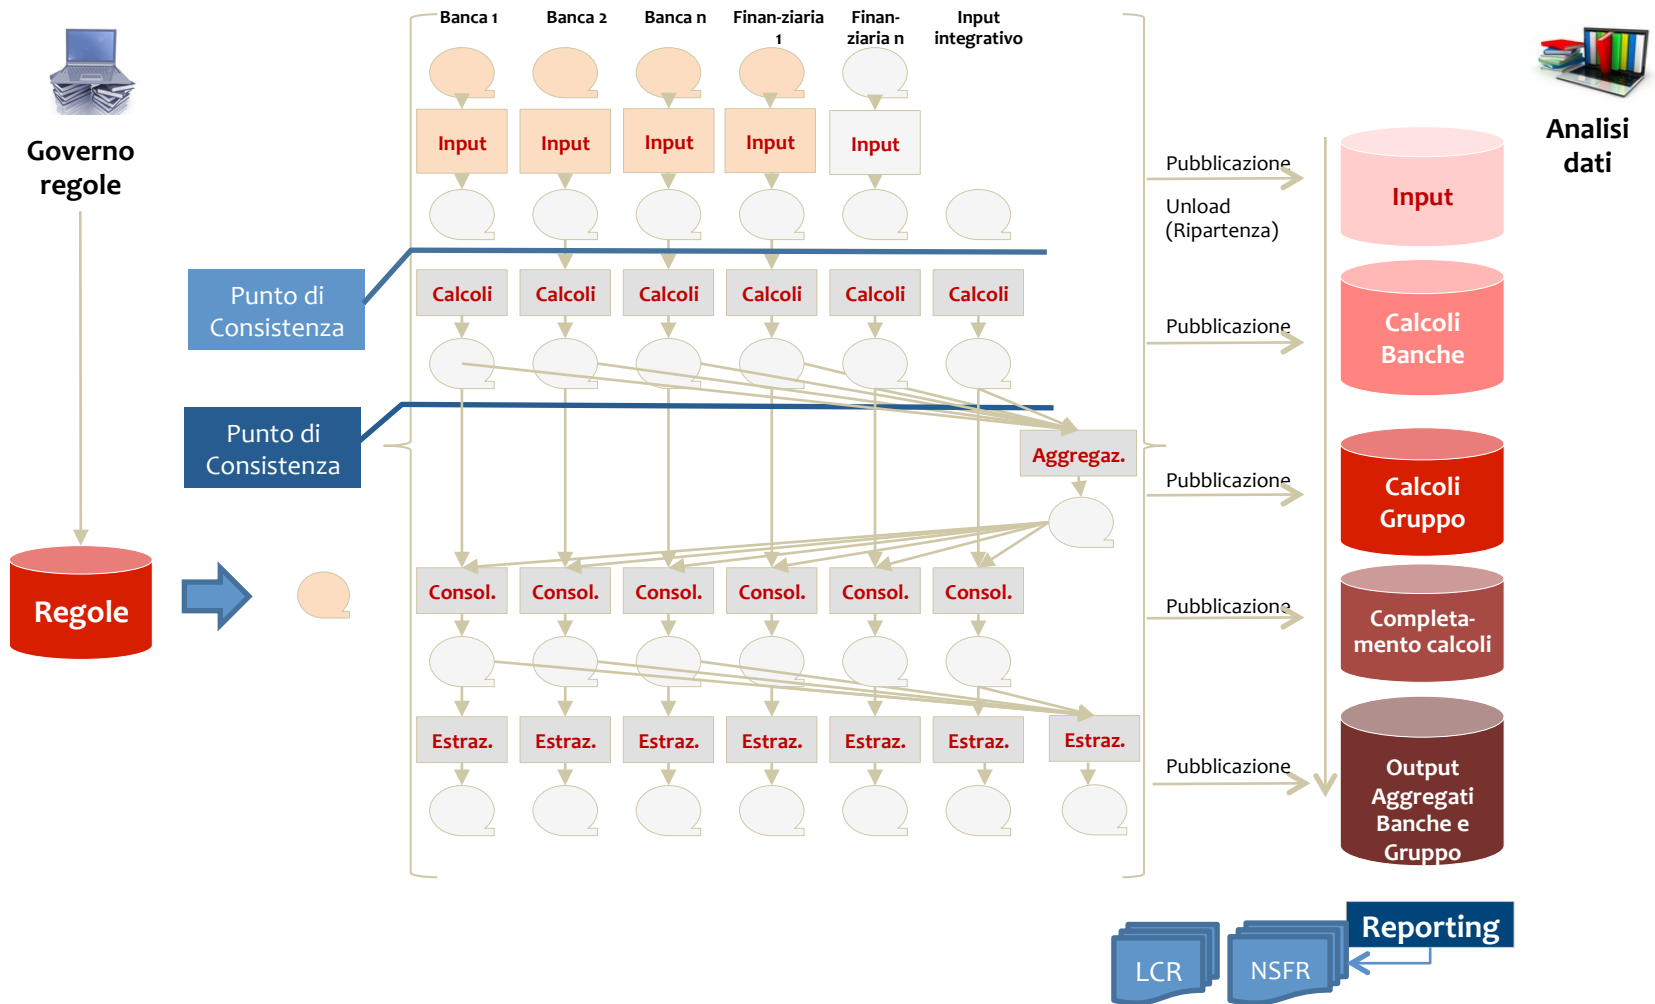 Banca 1
Banca 2
Banca n
Finan-ziaria
1
Finan-
ziaria n
Input
integrativo
Governo
regole
Analisi
dati
Input
Input
Input
Input
Input
Pubblicazione
Unload
(Ripartenza)
Input
Punto di
Consistenza
Calcoli
Calcoli
Calcoli
Calcoli
Calcoli
Calcoli
Pubblicazione
Calcoli
Banche
Punto di
Consistenza
Aggregaz.
Pubblicazione
Calcoli
Gruppo
Regole
Consol.
Consol.
Consol.
Consol.
Consol.
Consol.
Pubblicazione
Completa-
mento calcoli
Estraz.
Estraz.
Estraz.
Estraz.
Estraz.
Estraz.
Estraz.
Pubblicazione
Output
Aggregati
Banche e
Gruppo
Reporting
LCR
NSFR